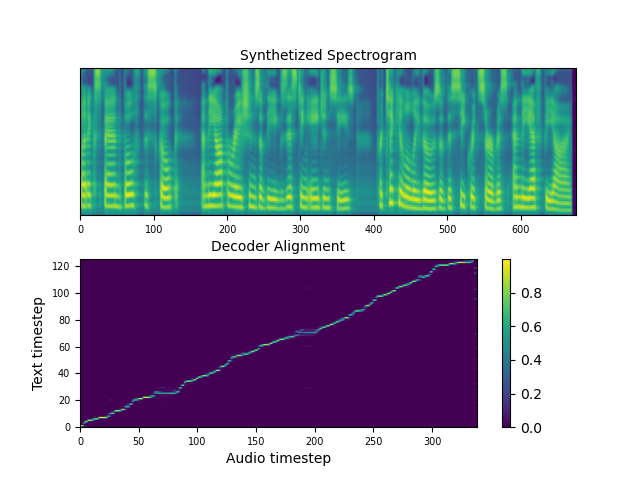 Synthetized Spectrogram
0 100 200 300 400 500 600
Decoder Alignment
Text timestep
120
100
80
60
40
20
0
0 50 100 150 200 250 300
Audio timestep
0.8
0.6
0.4
0.2
0.0